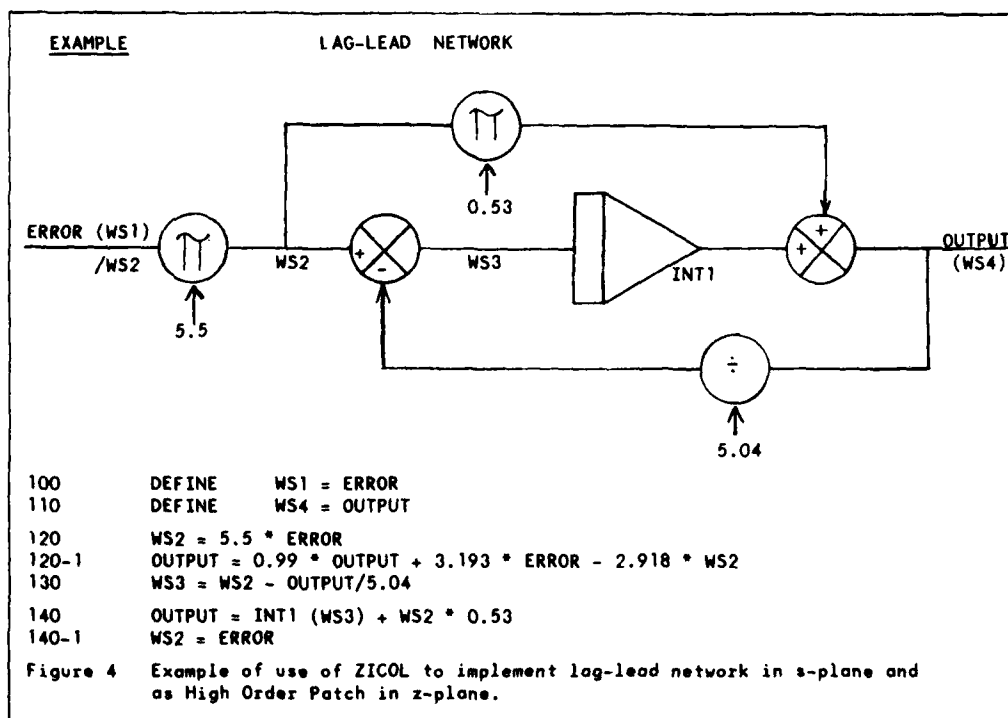 EXAMPLE LAG-LEAD NETWORK
π
0.53
ERROR (WS1)
/WS2
π
5.5
WS2
+
-
WS3
INT1
+
+
OUTPUT
(WS4)
÷
5.04
100 DEFINE WS1 = ERROR
110 DEFINE WS4 = OUTPUT
120 WS2 = 5.5 * ERROR
120-1 OUTPUT = 0.99 * OUTPUT + 3.193 * ERROR - 2.918 * WS2
130 WS3 = WS2 - OUTPUT/5.04
140 OUTPUT = INT1 (WS3) + WS2 * 0.53
140-1 WS2 = ERROR
Figure 4 Example of use of ZICOL to implement lag-lead network in s-plane and
as High Order Patch in z-plane.